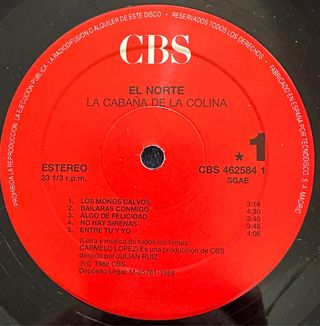 PROHIBIDA LA REPRODUCCION · LA EJECUCION PUBLICA · LA RADIODIFUSION O ALQUILER DE ESTE DISCO · RESERVADOS TODOS LOS DERECHOS · FABRICADO EN ESPAÑA POR TECNODISCO S.A. MADRID
CBS
EL NORTE
LA CABAÑA DE LA COLINA
ESTEREO
33 1/3 r.p.m.
* 1
CBS 462584 1
SGAE
1. LOS MONOS CALVOS 3:14
2. BAILARAS CONMIGO 4:30
3. ALGO DE FELICIDAD 3:40
4. NO HAY SIRENAS 3:48
5. ENTRE TU Y YO 4:06
(Letra y música de todos los temas:
CARMELO LOPEZ) Es una producción de CBS
dirigida por JULIAN RUIZ
℗ © 1988 CBS
Depósito Legal: M-25781-1988